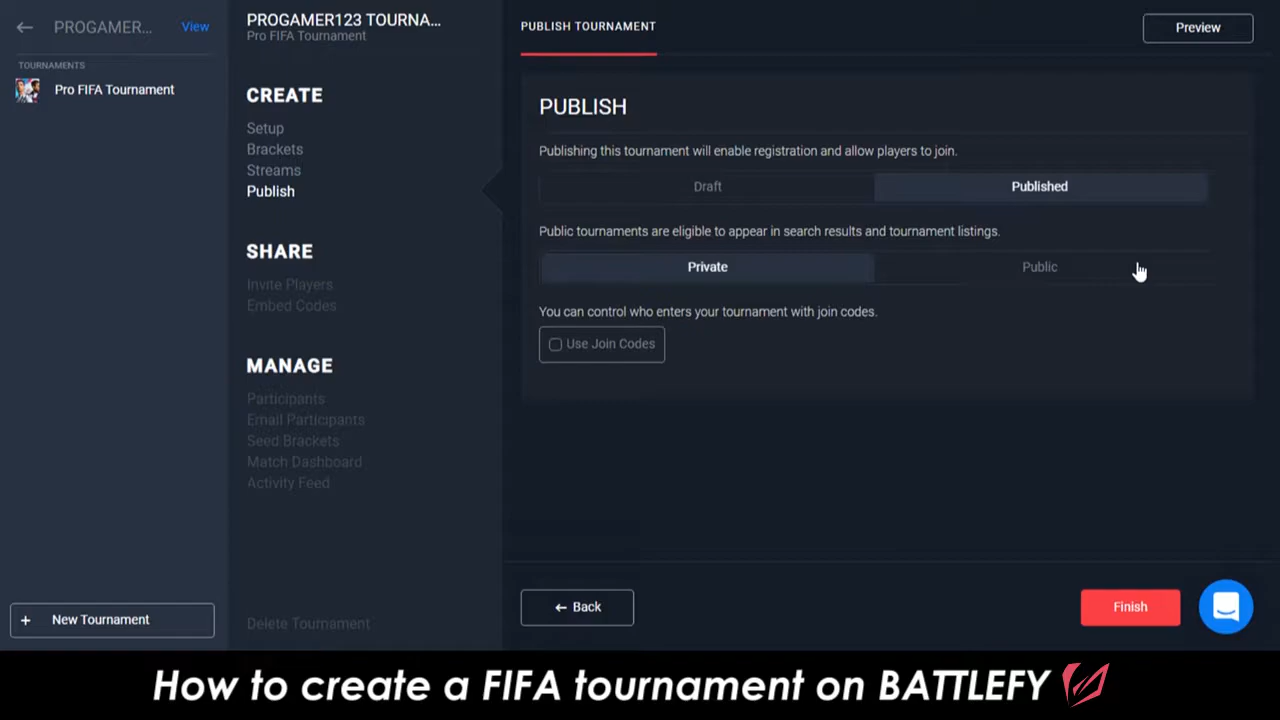 PROGAMER...
View
TOURNAMENTS
Pro FIFA Tournament
+ New Tournament
PROGAMER123 TOURNA...
Pro FIFA Tournament
CREATE
Setup
Brackets
Streams
Publish
SHARE
Invite Players
Embed Codes
MANAGE
Participants
Email Participants
Seed Brackets
Match Dashboard
Activity Feed
Delete Tournament
PUBLISH TOURNAMENT
Preview
PUBLISH
Publishing this tournament will enable registration and allow players to join.
Draft
Published
Public tournaments are eligible to appear in search results and tournament listings.
Private
Public
You can control who enters your tournament with join codes.
Use Join Codes
← Back
Finish
How to create a FIFA tournament on BATTLEFY